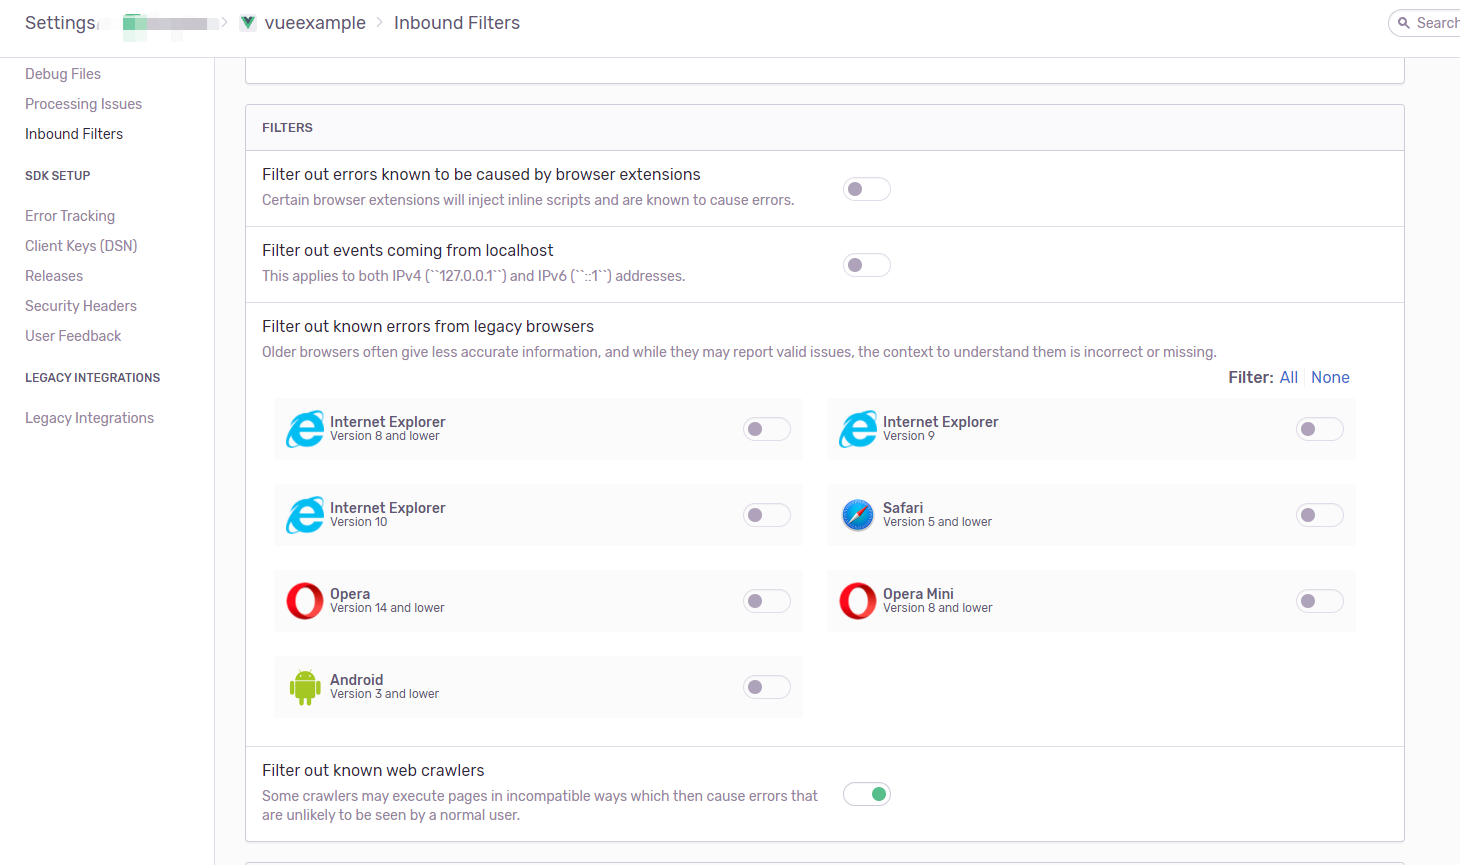 Settings
vueexample
Inbound Filters
Search
Debug Files
Processing Issues
Inbound Filters
SDK SETUP
Error Tracking
Client Keys (DSN)
Releases
Security Headers
User Feedback
LEGACY INTEGRATIONS
Legacy Integrations
FILTERS
Filter out errors known to be caused by browser extensions
Certain browser extensions will inject inline scripts and are known to cause errors.
Filter out events coming from localhost
This applies to both IPv4 (``127.0.0.1``) and IPv6 (``::1``) addresses.
Filter out known errors from legacy browsers
Older browsers often give less accurate information, and while they may report valid issues, the context to understand them is incorrect or missing.
Filter: All None
Internet Explorer
Version 8 and lower
Internet Explorer
Version 9
Internet Explorer
Version 10
Safari
Version 5 and lower
Opera
Version 14 and lower
Opera Mini
Version 8 and lower
Android
Version 3 and lower
Filter out known web crawlers
Some crawlers may execute pages in incompatible ways which then cause errors that
are unlikely to be seen by a normal user.